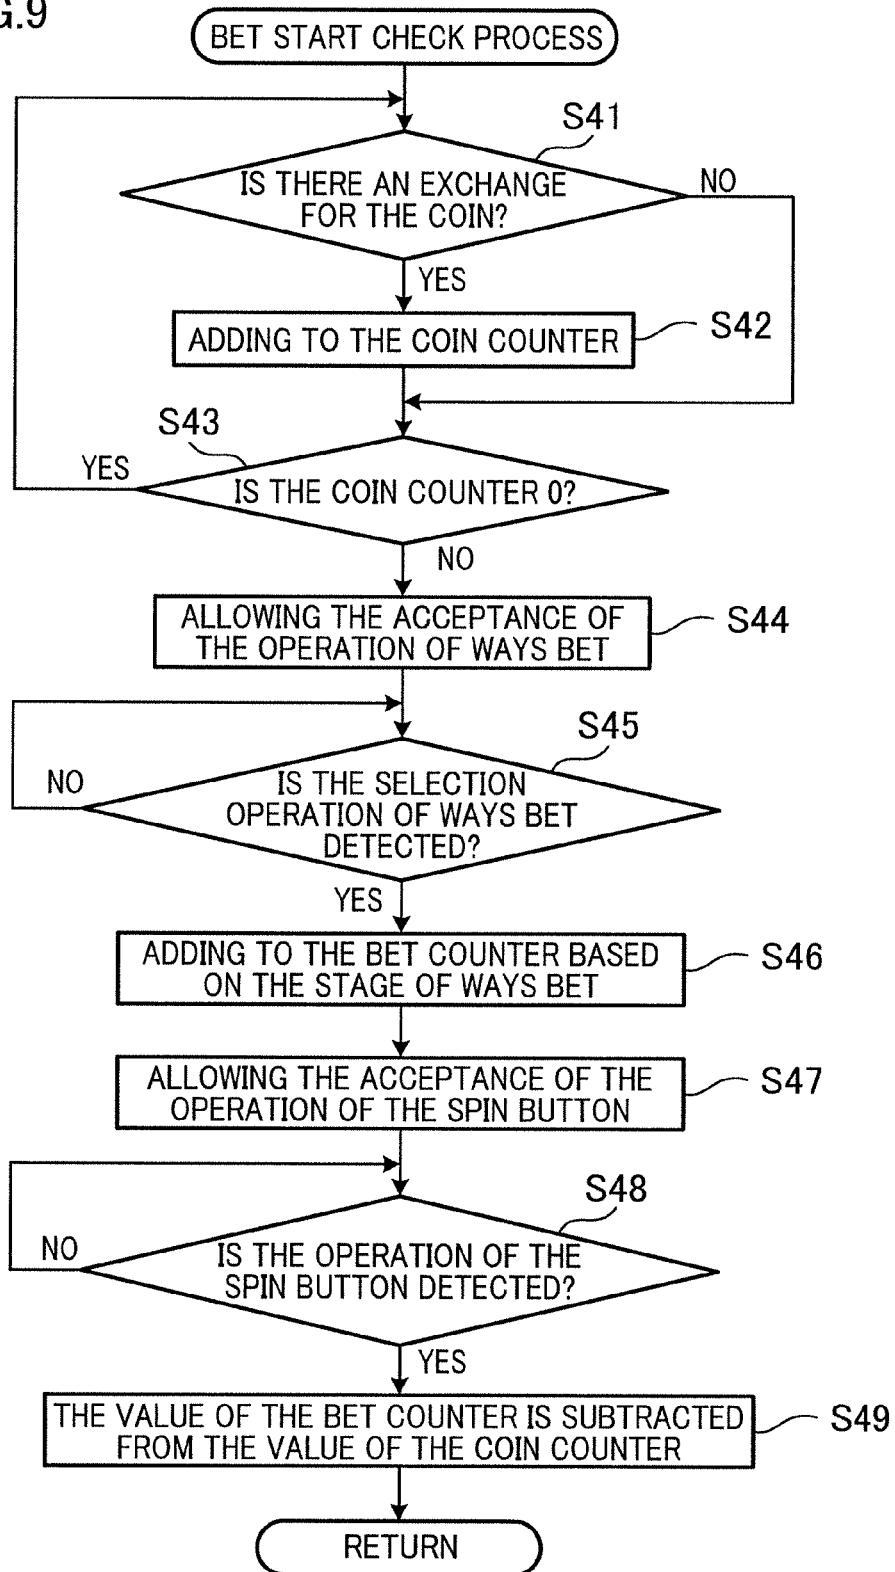 G.9
BET START CHECK PROCESS
S41
IS THERE AN EXCHANGE
FOR THE COIN?
NO
YES
ADDING TO THE COIN COUNTER
S42
S43
YES
IS THE COIN COUNTER 0?
NO
ALLOWING THE ACCEPTANCE OF
THE OPERATION OF WAYS BET
S44
S45
NO
IS THE SELECTION
OPERATION OF WAYS BET
DETECTED?
YES
ADDING TO THE BET COUNTER BASED
ON THE STAGE OF WAYS BET
S46
ALLOWING THE ACCEPTANCE OF THE
OPERATION OF THE SPIN BUTTON
S47
S48
NO
IS THE OPERATION OF THE
SPIN BUTTON DETECTED?
YES
THE VALUE OF THE BET COUNTER IS SUBTRACTED
FROM THE VALUE OF THE COIN COUNTER
S49
RETURN